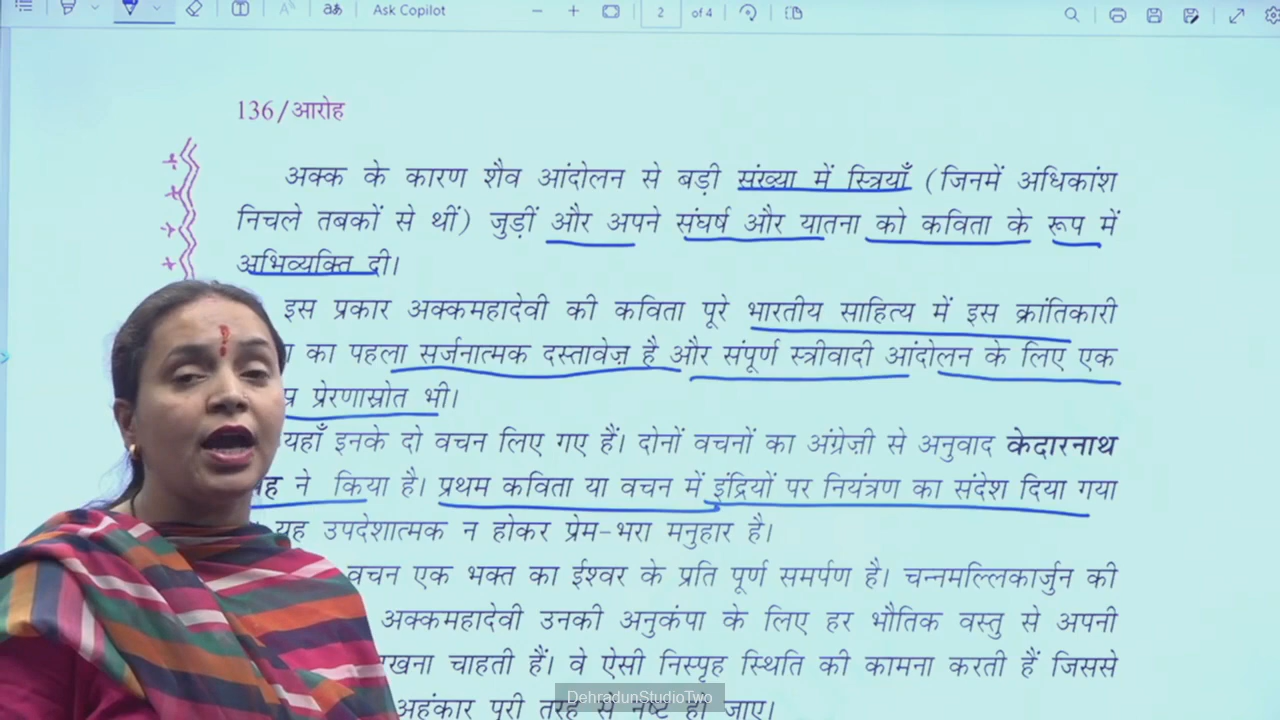 Ask Copilot
2 of 4
136/आरोह
अक्क के कारण शैव आंदोलन से बड़ी संख्या में स्त्रियाँ (जिनमें अधिकांश
निचले तबकों से थीं) जुड़ीं और अपने संघर्ष और यातना को कविता के रूप में
अभिव्यक्ति दी।
इस प्रकार अक्कमहादेवी की कविता पूरे भारतीय साहित्य में इस क्रांतिकारी
का पहला सर्जनात्मक दस्तावेज़ है और संपूर्ण स्त्रीवादी आंदोलन के लिए एक
प्रेरणास्रोत भी।
यहाँ इनके दो वचन लिए गए हैं। दोनों वचनों का अंग्रेज़ी से अनुवाद केदारनाथ
ने किया है। प्रथम कविता या वचन में इंद्रियों पर नियंत्रण का संदेश दिया गया
यह उपदेशात्मक न होकर प्रेम-भरा मनुहार है।
वचन एक भक्त का ईश्वर के प्रति पूर्ण समर्पण है। चन्नमल्लिकार्जुन की
अक्कमहादेवी उनकी अनुकंपा के लिए हर भौतिक वस्तु से अपनी
चाहती हैं। वे ऐसी निस्पृह स्थिति की कामना करती हैं जिससे
अहंकार पूरी तरह से नष्ट हो जाए।
DehradunStudioTwo